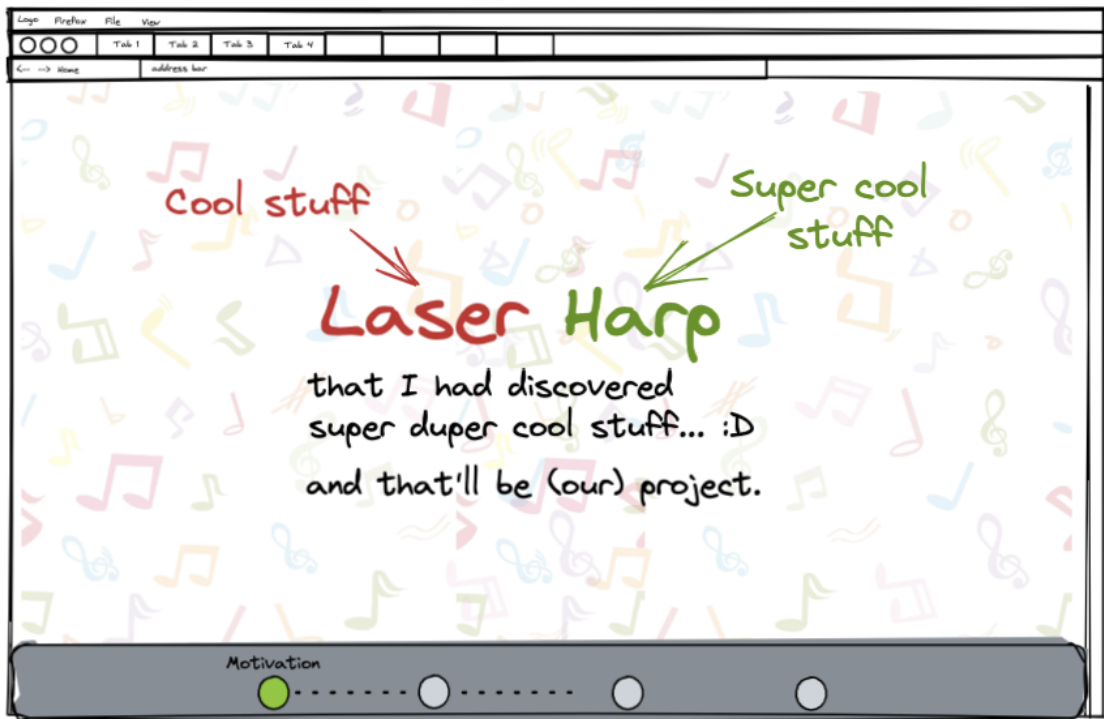 Logo Firefox File View
Tab 1 Tab 2 Tab 3 Tab 4
<-- --> Home address bar
Cool stuff
Super cool
stuff
Laser Harp
that I had discovered
super duper cool stuff... :D
and that'll be (our) project.
Motivation